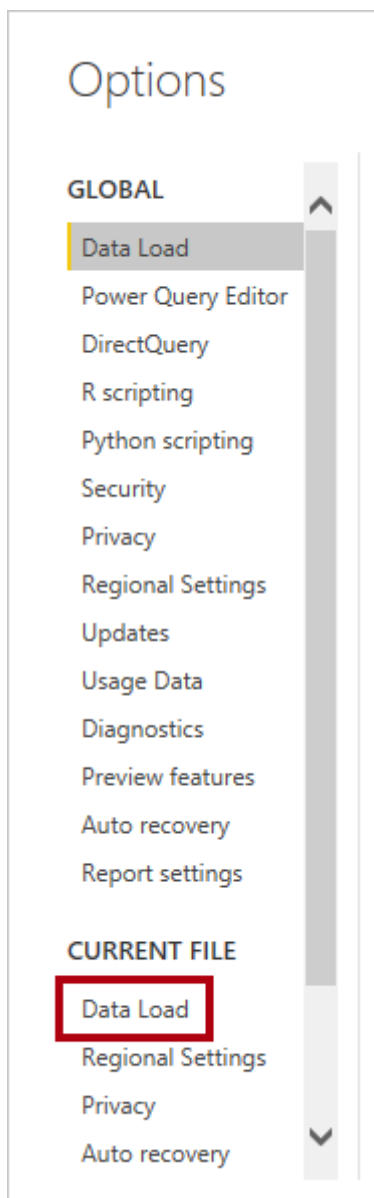 Options
GLOBAL
Data Load
Power Query Editor
DirectQuery
R scripting
Python scripting
Security
Privacy
Regional Settings
Updates
Usage Data
Diagnostics
Preview features
Auto recovery
Report settings
CURRENT FILE
Data Load
Regional Settings
Privacy
Auto recovery